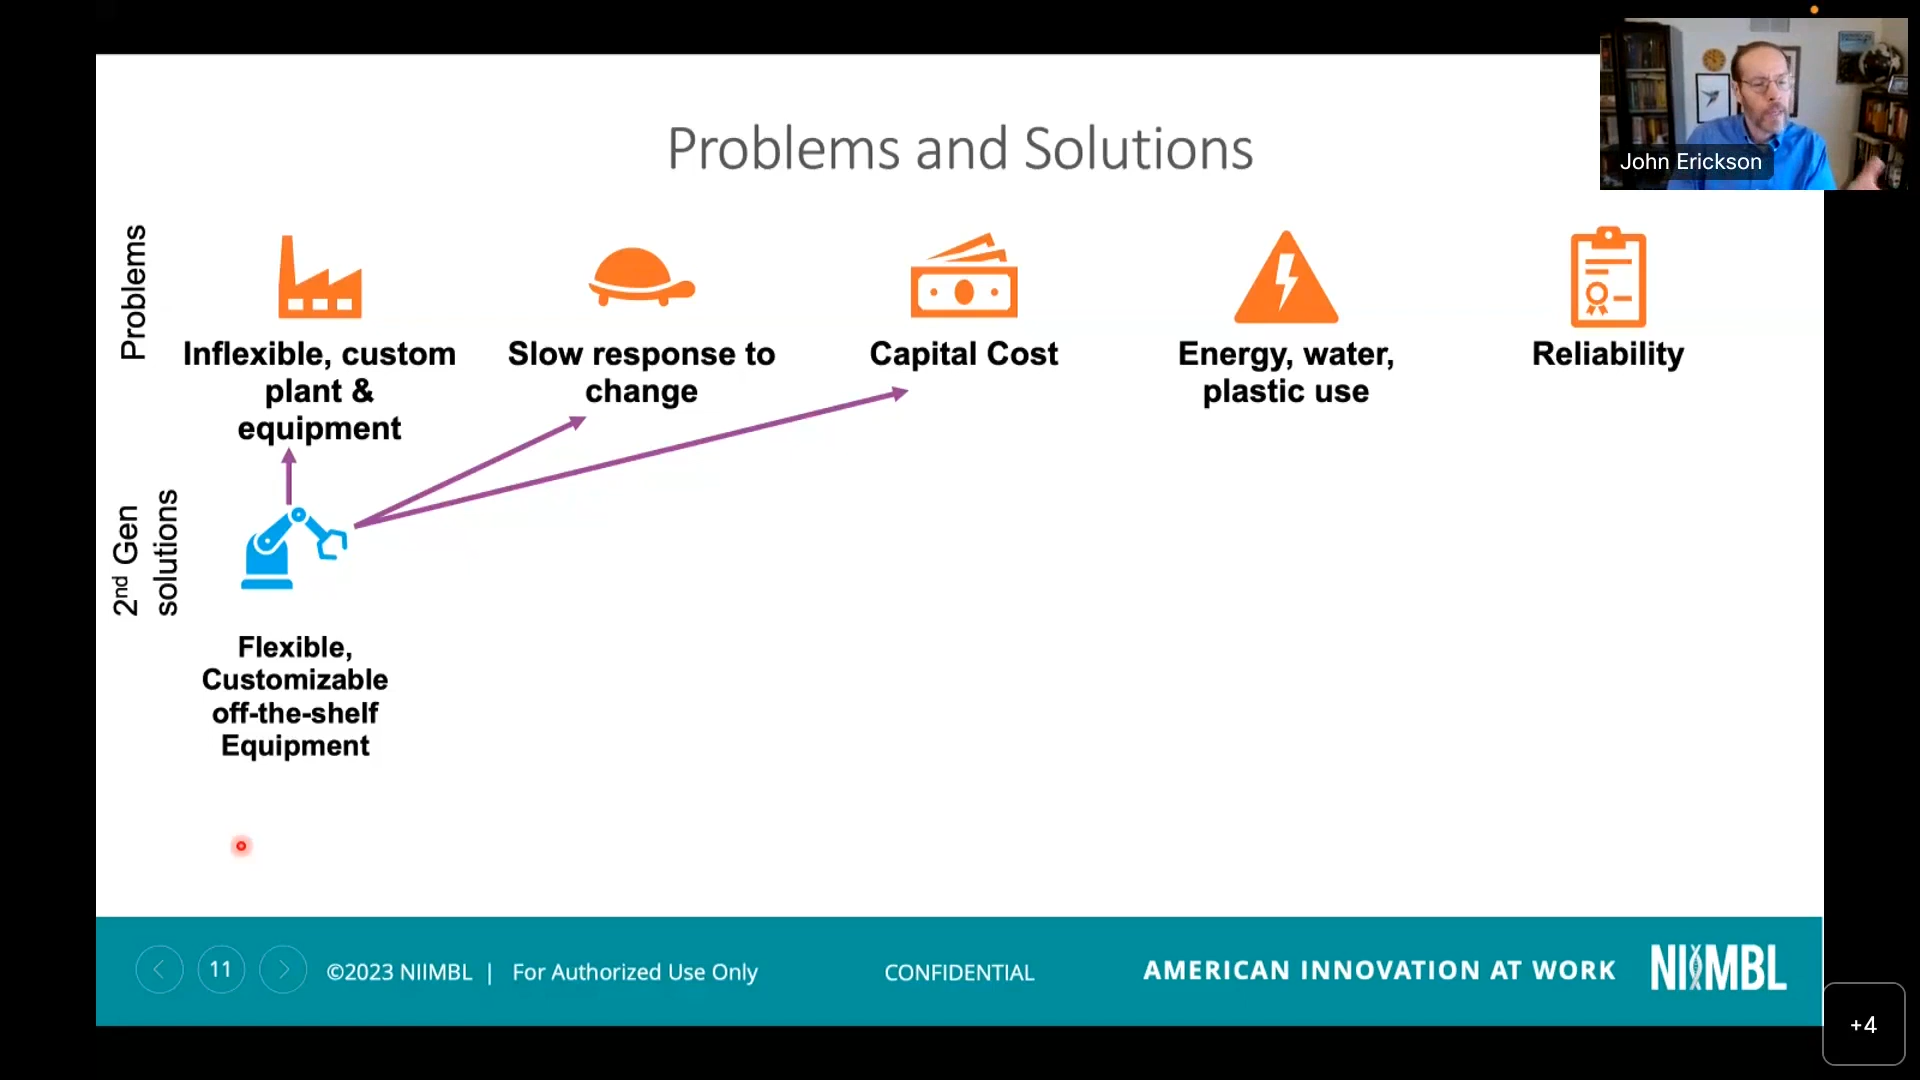 John Erickson
Problems and Solutions
Problems
Inflexible, custom
plant &
equipment
Slow response to
change
Capital Cost
Energy, water,
plastic use
Reliability
2nd Gen
solutions
Flexible,
Customizable
off-the-shelf
Equipment
11
©2023 NIIMBL | For Authorized Use Only
CONFIDENTIAL
AMERICAN INNOVATION AT WORK
NIIMBL
+4